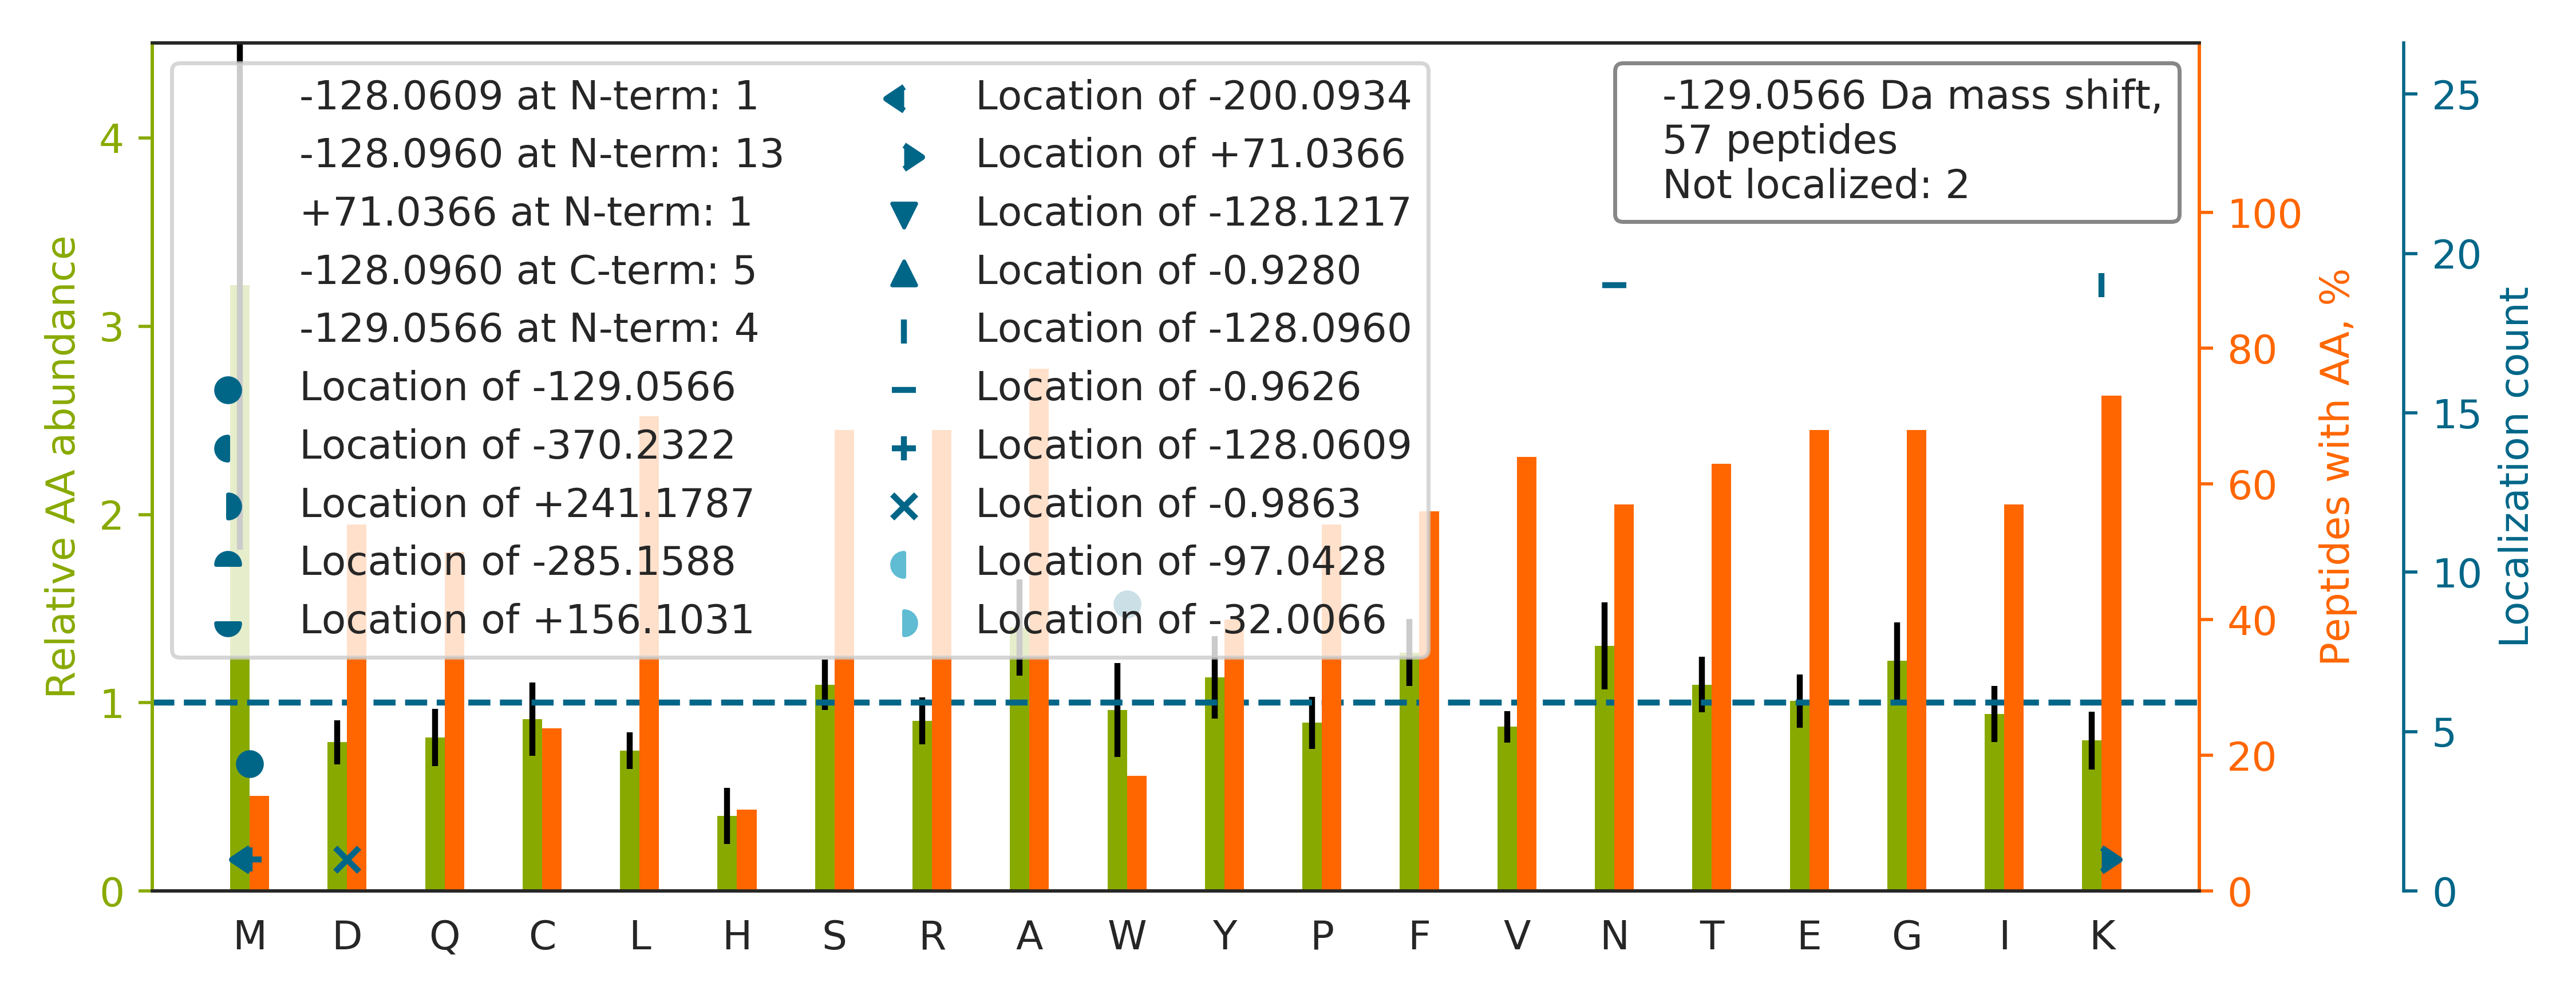 -128.0609 at N-term: 1
-128.0960 at N-term: 13
+71.0366 at N-term: 1
-128.0960 at C-term: 5
-129.0566 at N-term: 4
Location of -129.0566
Location of -370.2322
Location of +241.1787
Location of -285.1588
Location of +156.1031
Location of -200.0934
Location of +71.0366
Location of -128.1217
Location of -0.9280
Location of -128.0960
Location of -0.9626
Location of -128.0609
Location of -0.9863
Location of -97.0428
Location of -32.0066
-129.0566 Da mass shift,
57 peptides
Not localized: 2
Relative AA abundance
4
3
2
1
0
M D Q C L H S R A W Y P F V N T E G I K
100
80
60
40
20
0
Peptides with AA, %
25
20
15
10
5
0
Localization count